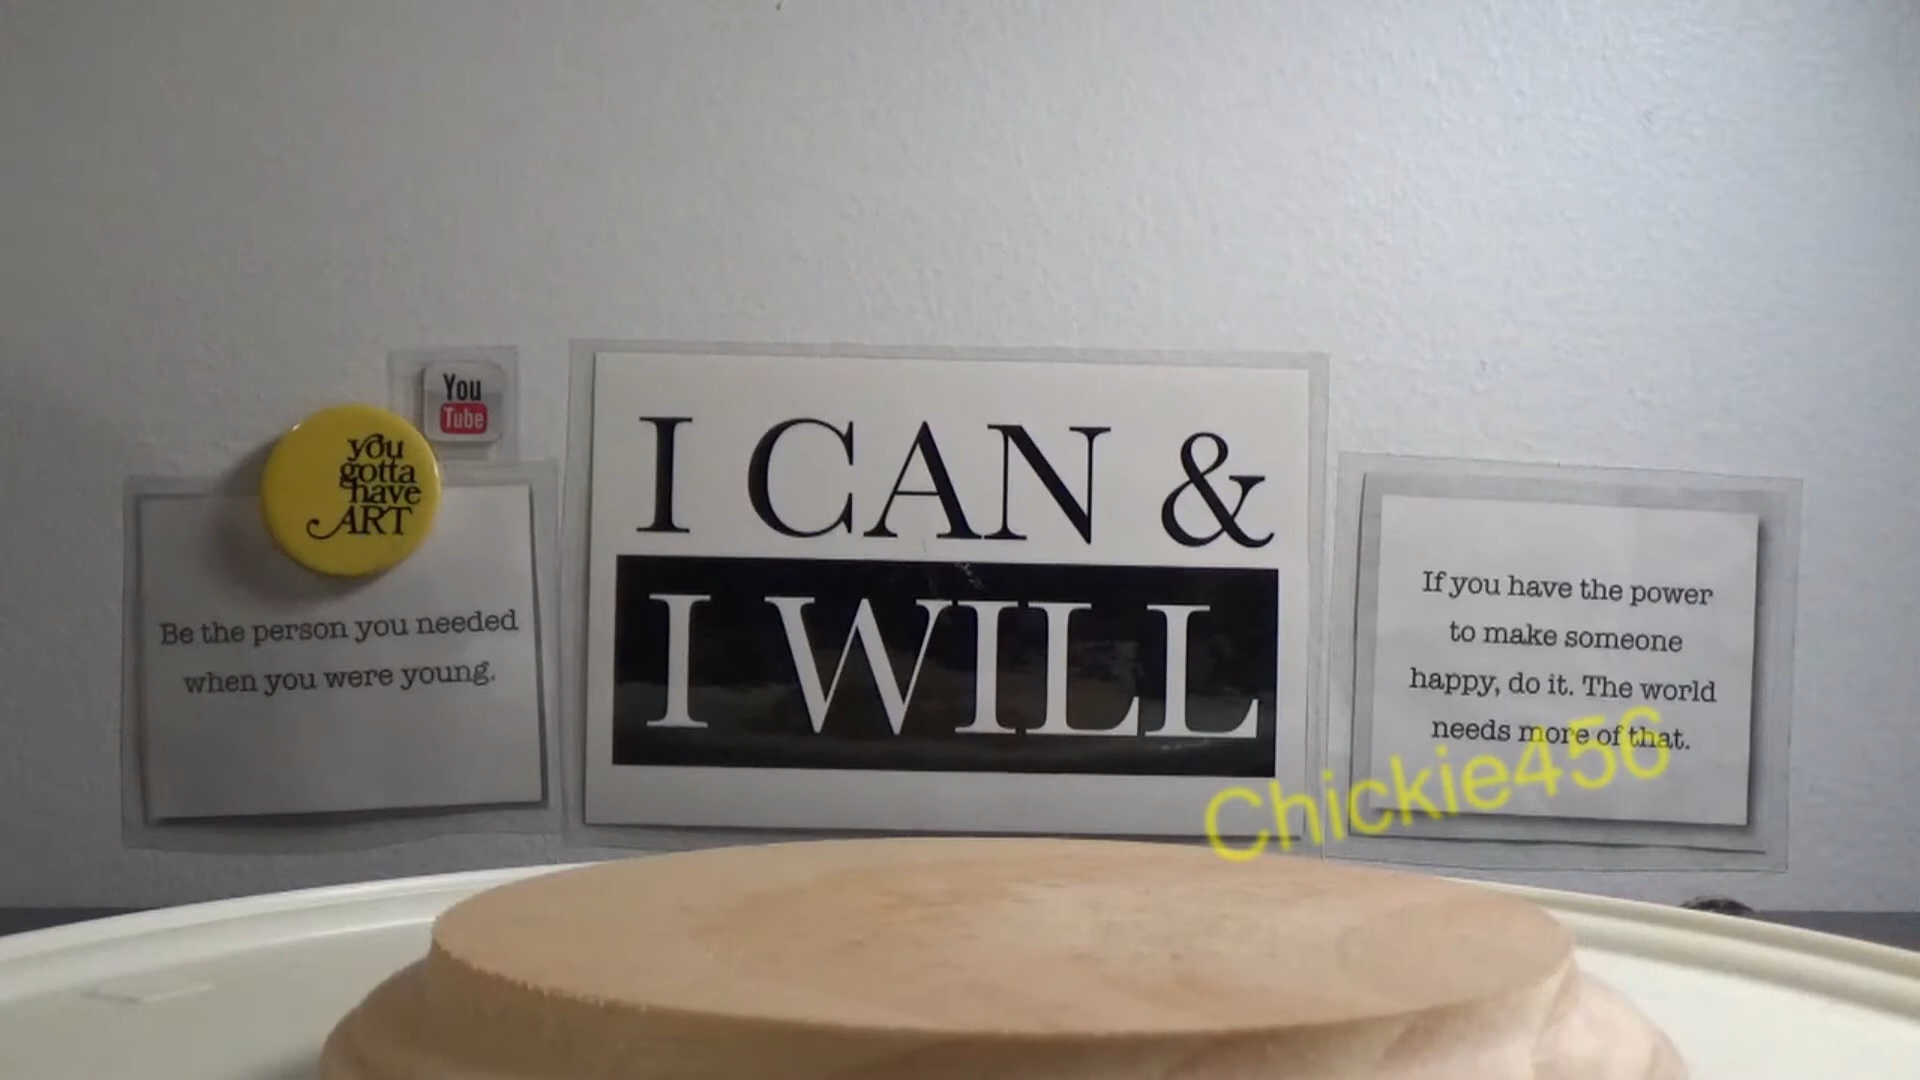 You
Tube
you
gotta
have
ART
Be the person you needed
when you were young.
I CAN &
I WILL
If you have the power
to make someone
happy, do it. The world
needs more of that.
Chickie456